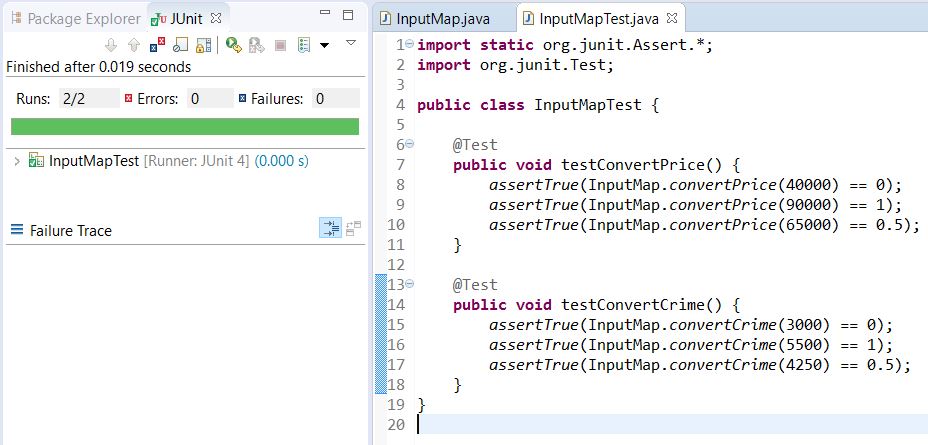 Package Explorer JUnit
Finished after 0.019 seconds
Runs: 2/2 Errors: 0 Failures: 0
InputMapTest [Runner: JUnit 4] (0.000 s)
Failure Trace
InputMap.java InputMapTest.java
1 import static org.junit.Assert.*;
2 import org.junit.Test;
3
4 public class InputMapTest {
5
6 @Test
7 public void testConvertPrice() {
8 assertTrue(InputMap.convertPrice(40000) == 0);
9 assertTrue(InputMap.convertPrice(90000) == 1);
10 assertTrue(InputMap.convertPrice(65000) == 0.5);
11 }
12
13 @Test
14 public void testConvertCrime() {
15 assertTrue(InputMap.convertCrime(3000) == 0);
16 assertTrue(InputMap.convertCrime(5500) == 1);
17 assertTrue(InputMap.convertCrime(4250) == 0.5);
18 }
19 }
20